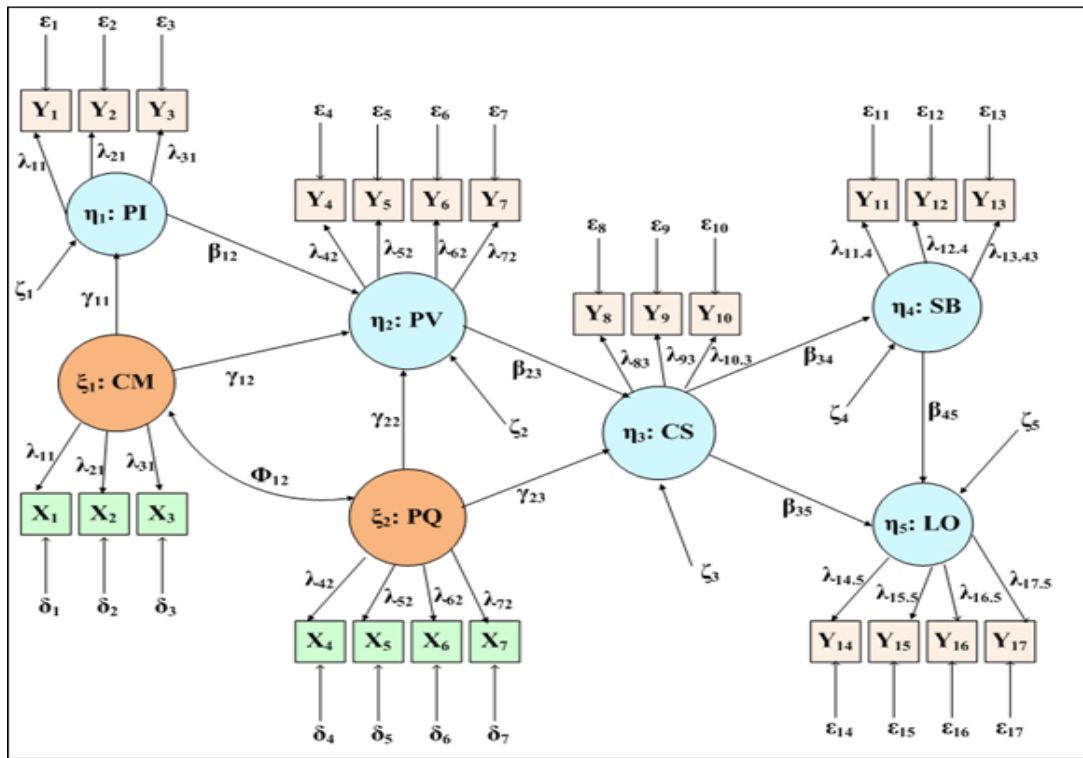 ε₁ ε₂ ε₃
Y₁ Y₂ Y₃
λ₁₁ λ₂₁ λ₃₁
η₁: PI
ζ₁
γ₁₁
β₁₂
ε₄ ε₅ ε₆ ε₇
Y₄ Y₅ Y₆ Y₇
λ₄₂ λ₅₂ λ₆₂ λ₇₂
η₂: PV
ζ₂
ξ₁: CM
γ₁₂
γ₂₂
β₂₃
λ₁₁ λ₂₁ λ₃₁
X₁ X₂ X₃
δ₁ δ₂ δ₃
Φ₁₂
ξ₂: PQ
γ₂₃
λ₄₂ λ₅₂ λ₆₂ λ₇₂
X₄ X₅ X₆ X₇
δ₄ δ₅ δ₆ δ₇
ε₈ ε₉ ε₁₀
Y₈ Y₉ Y₁₀
λ₈₃ λ₉₃ λ₁₀.₃
η₃: CS
ζ₃
β₃₄
β₃₅
ε₁₁ ε₁₂ ε₁₃
Y₁₁ Y₁₂ Y₁₃
λ₁₁.₄ λ₁₂.₄ λ₁₃.₄₃
η₄: SB
ζ₄
β₄₅
ζ₅
η₅: LO
λ₁₄.₅ λ₁₅.₅ λ₁₆.₅ λ₁₇.₅
Y₁₄ Y₁₅ Y₁₆ Y₁₇
ε₁₄ ε₁₅ ε₁₆ ε₁₇